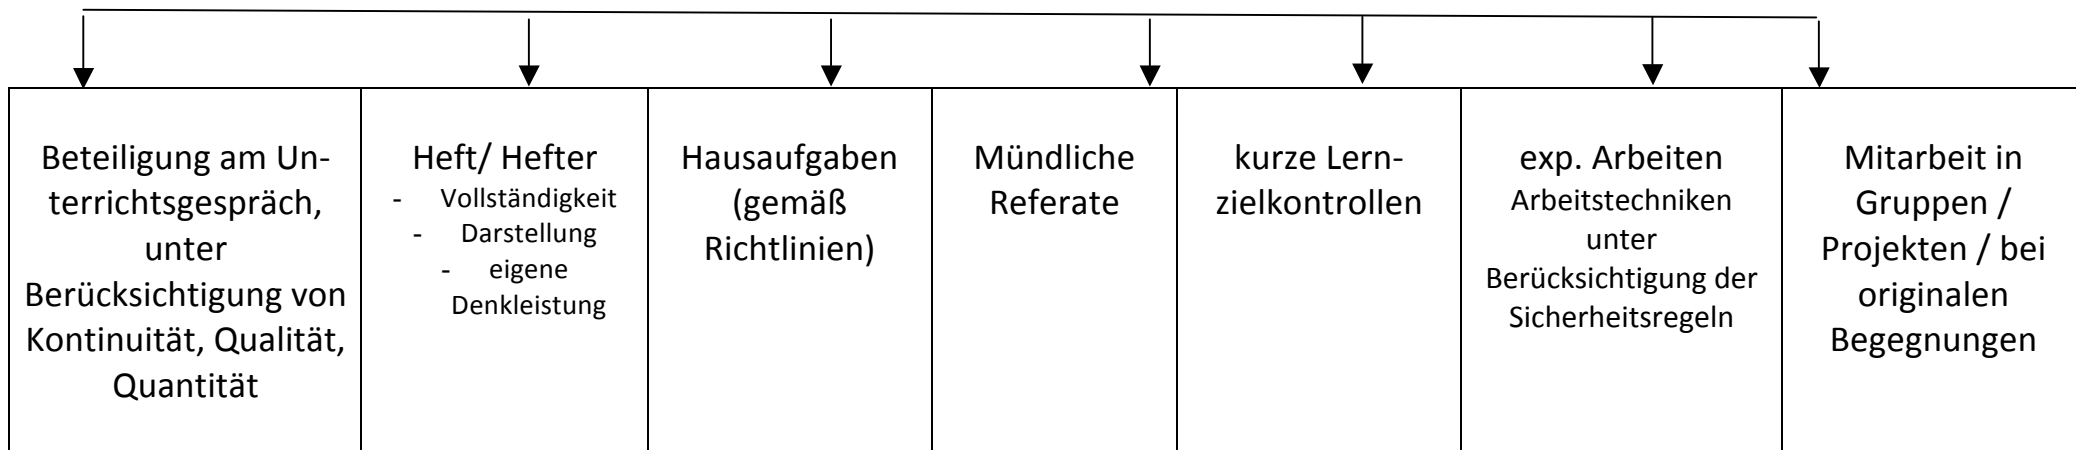 Beteiligung am Un-
terrichtsgespräch,
unter
Berücksichtigung von
Kontinuität, Qualität,
Quantität
Heft/ Hefter
- Vollständigkeit
- Darstellung
- eigene
Denkleistung
Hausaufgaben
(gemäß
Richtlinien)
Mündliche
Referate
kurze Lern-
zielkontrollen
exp. Arbeiten
Arbeitstechniken
unter
Berücksichtigung der
Sicherheitsregeln
Mitarbeit in
Gruppen /
Projekten / bei
originalen
Begegnungen